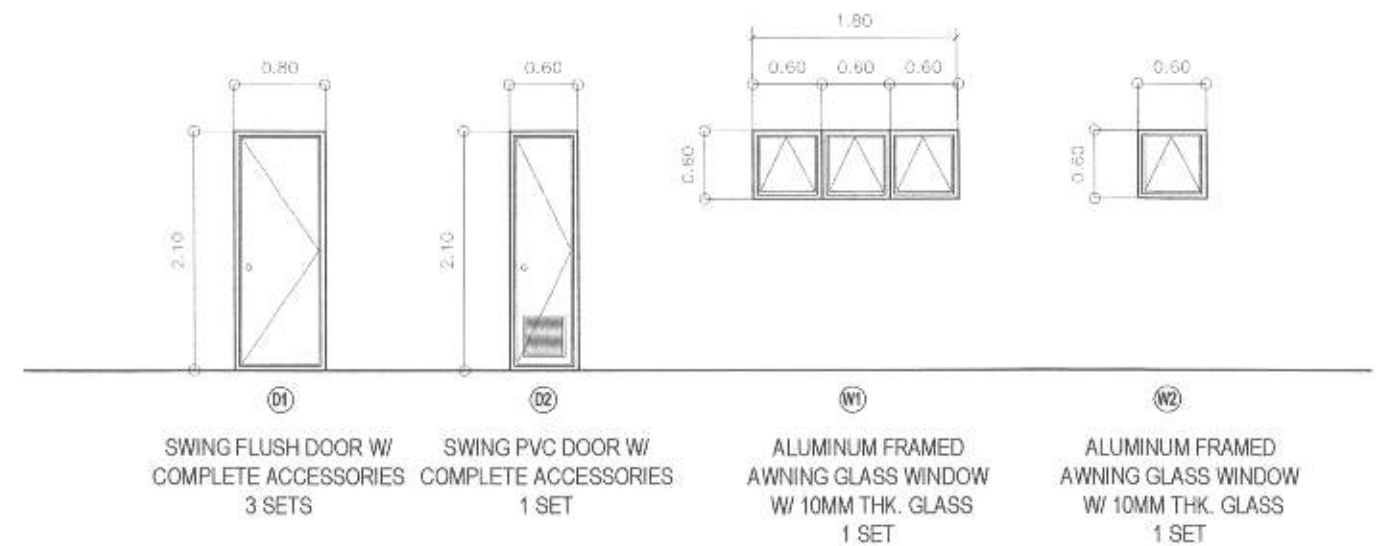 1.80
0.80
0.60
0.60 0.60 0.60
0.60
2.10
2.10
0.60
0.60
D1
SWING FLUSH DOOR W/
COMPLETE ACCESSORIES
3 SETS
D2
SWING PVC DOOR W/
COMPLETE ACCESSORIES
1 SET
W1
ALUMINUM FRAMED
AWNING GLASS WINDOW
W/ 10MM THK. GLASS
1 SET
W2
ALUMINUM FRAMED
AWNING GLASS WINDOW
W/ 10MM THK. GLASS
1 SET